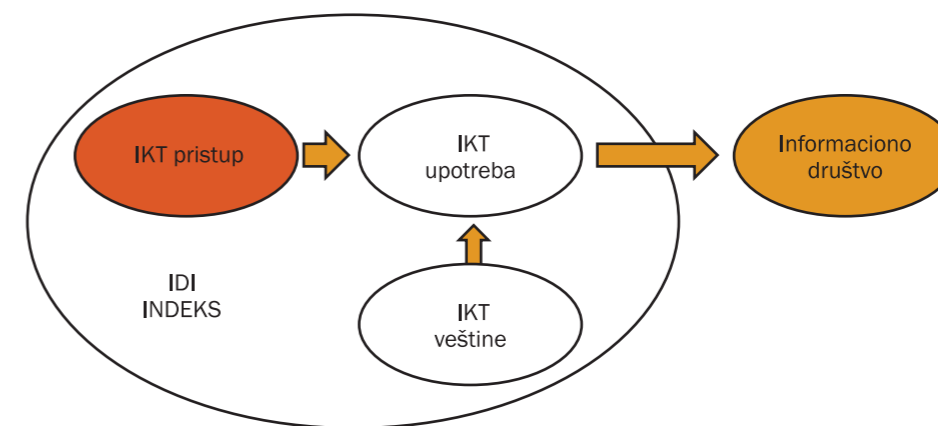 IKT pristup
IKT
upotreba
Informaciono
društvo
IDI
INDEKS
IKT
veštine